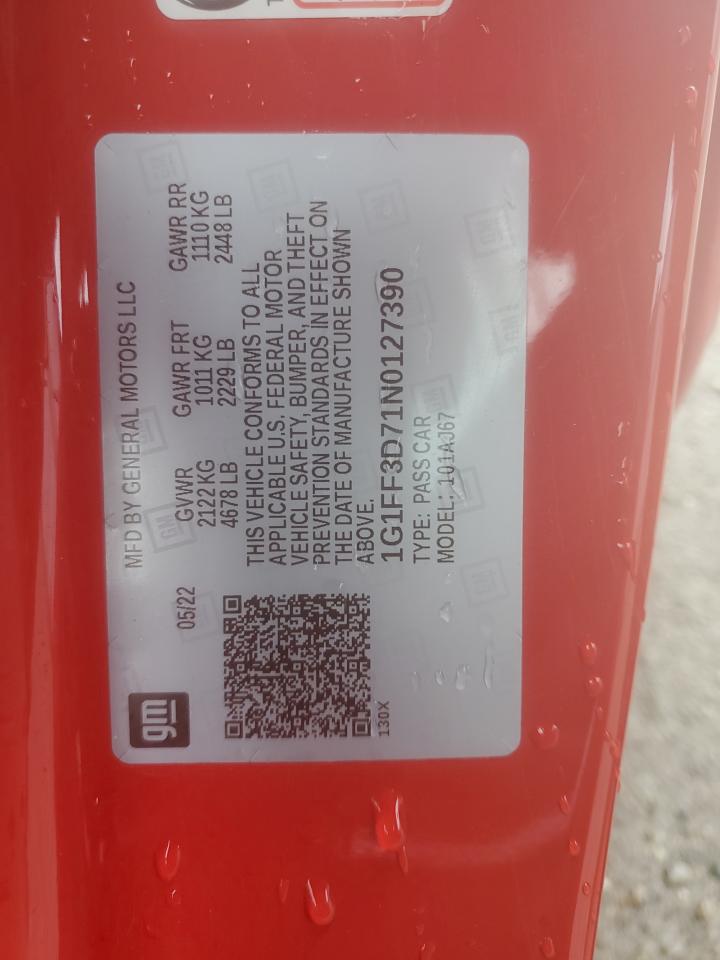 gm
MFD BY GENERAL MOTORS LLC
05/22
GVWR GAWR FRT GAWR RR
2122 KG 1011 KG 1110 KG
4678 LB 2229 LB 2448 LB
THIS VEHICLE CONFORMS TO ALL
APPLICABLE U.S. FEDERAL MOTOR
VEHICLE SAFETY, BUMPER, AND THEFT
PREVENTION STANDARDS IN EFFECT ON
THE DATE OF MANUFACTURE SHOWN
ABOVE.
1G1FF3D71N0127390
TYPE: PASS CAR
MODEL: 101AJ67
130X